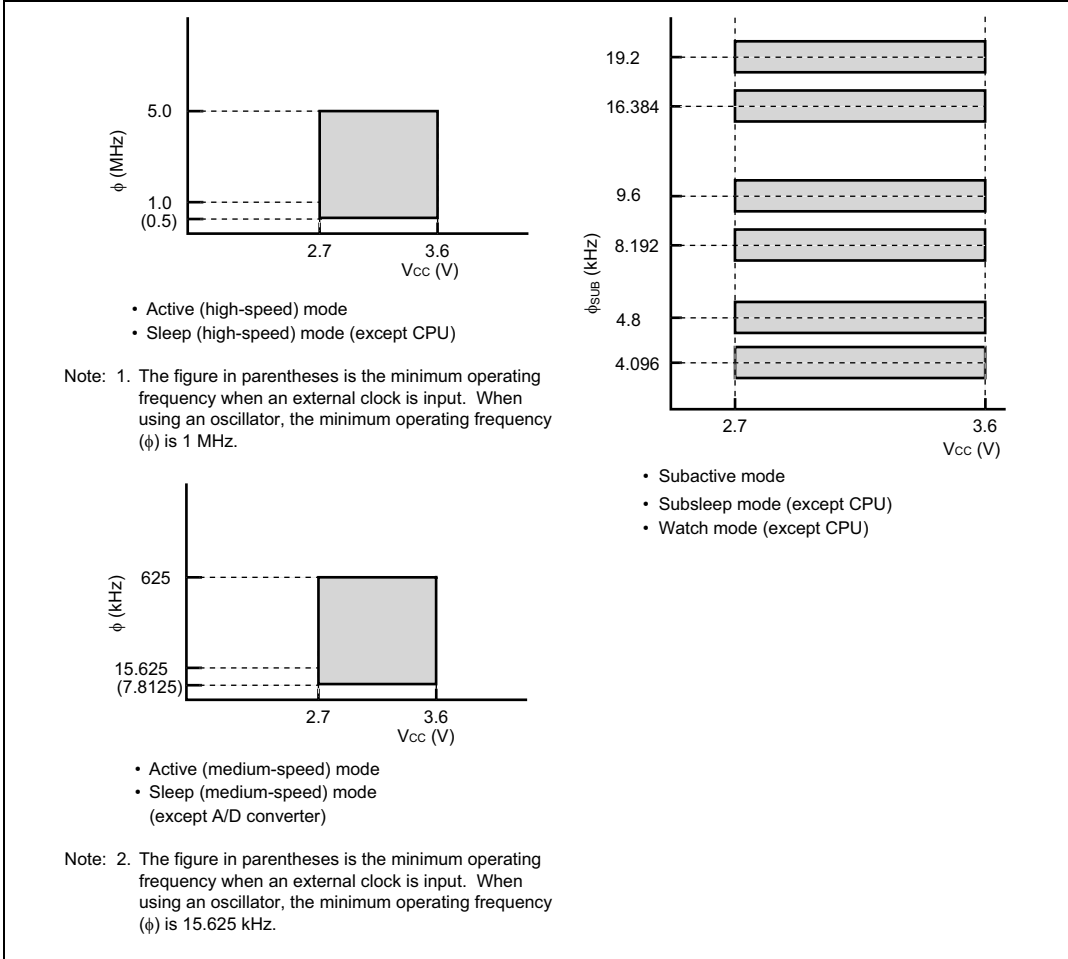 5.0
φ (MHz)
1.0
(0.5)
2.7 3.6
Vcc (V)
• Active (high-speed) mode
• Sleep (high-speed) mode (except CPU)
Note: 1. The figure in parentheses is the minimum operating
frequency when an external clock is input. When
using an oscillator, the minimum operating frequency
(φ) is 1 MHz.
625
φ (kHz)
15.625
(7.8125)
2.7 3.6
Vcc (V)
• Active (medium-speed) mode
• Sleep (medium-speed) mode
(except A/D converter)
Note: 2. The figure in parentheses is the minimum operating
frequency when an external clock is input. When
using an oscillator, the minimum operating frequency
(φ) is 15.625 kHz.
19.2
16.384
9.6
8.192
φSUB (kHz)
4.8
4.096
2.7 3.6
Vcc (V)
• Subactive mode
• Subsleep mode (except CPU)
• Watch mode (except CPU)